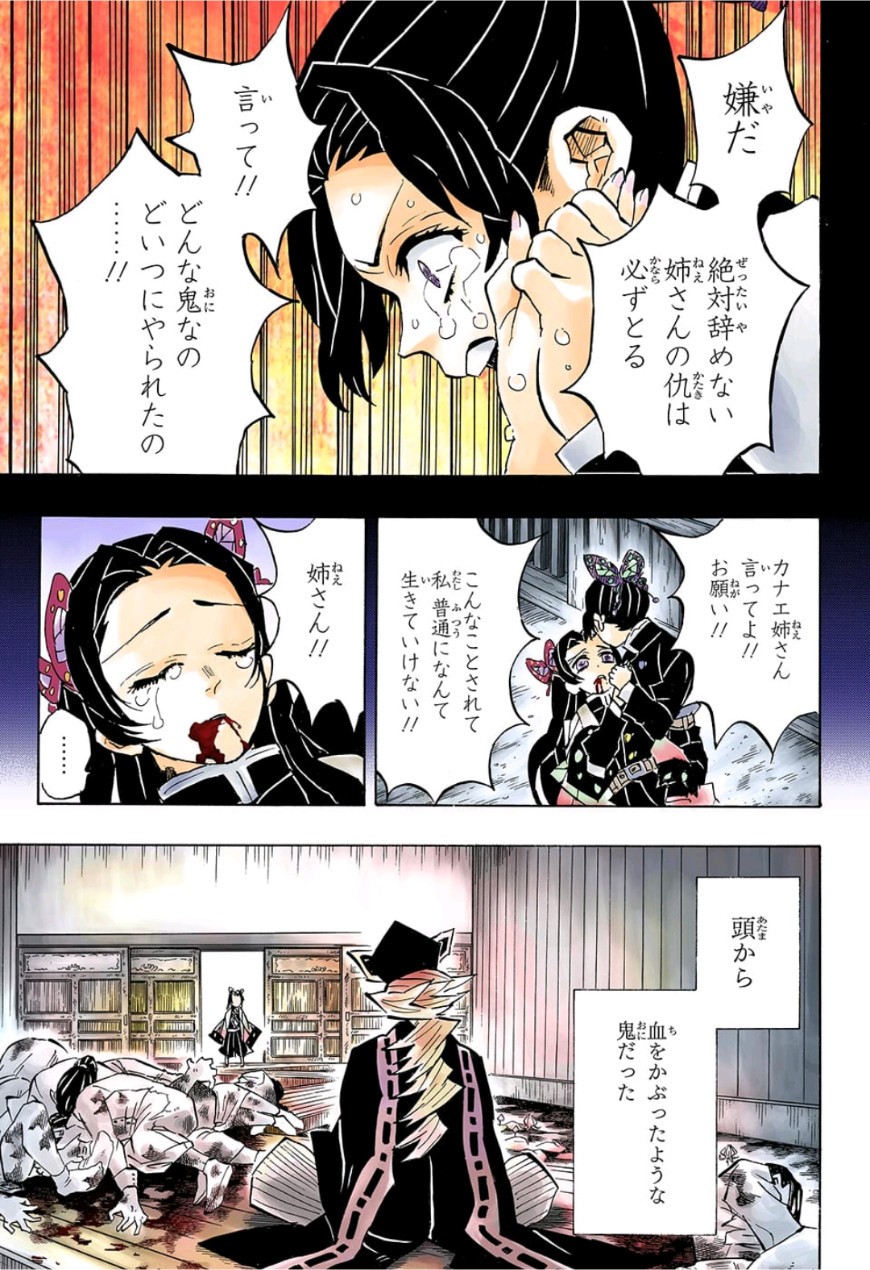 嫌だ
絶対辞めない
姉さんの仇は
必ずとる
言って!!
どんな鬼なの
どいつにやられたの
……!!
カナエ姉さん
言ってよ!!
お願い!!
こんなことされて
私 普通になんて
生きていけない!!
姉さん!!
……
頭から
血をかぶったような
鬼だった